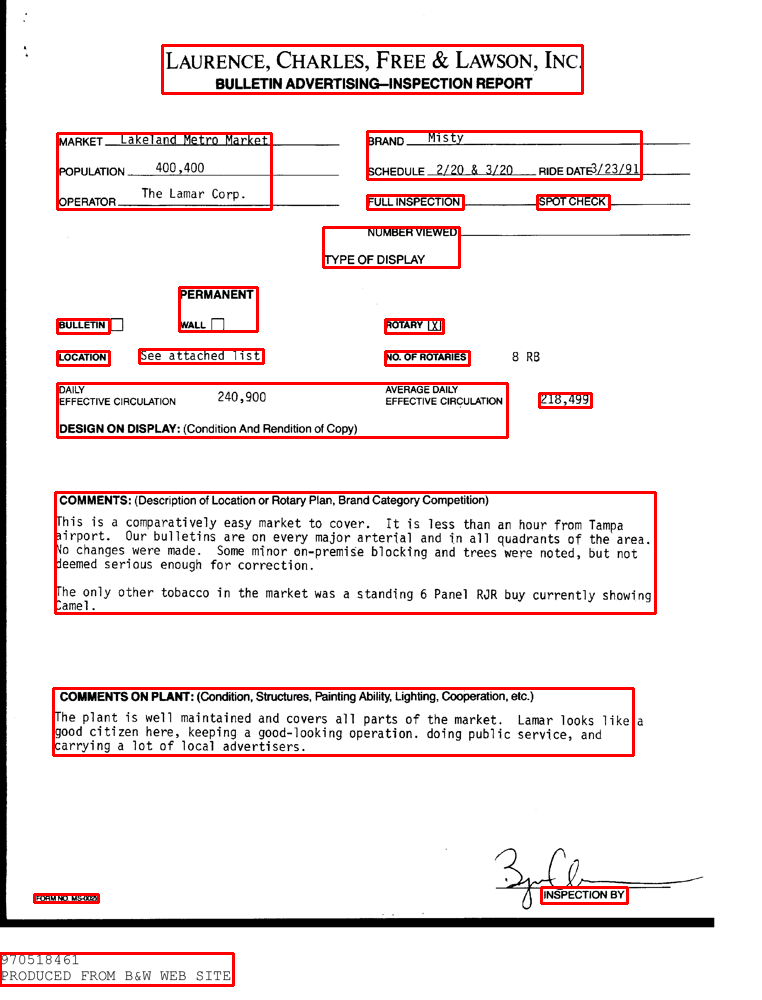 LAURENCE, CHARLES, FREE & LAWSON, INC.
BULLETIN ADVERTISING—INSPECTION REPORT
MARKET Lakeland Metro Market BRAND Misty
POPULATION 400,400 SCHEDULE 2/20 & 3/20 RIDE DATE 3/23/91
OPERATOR The Lamar Corp. FULL INSPECTION SPOT CHECK
NUMBER VIEWED
TYPE OF DISPLAY
PERMANENT
BULLETIN WALL ROTARY X
LOCATION See attached list NO. OF ROTARIES 8 RB
DAILY AVERAGE DAILY
EFFECTIVE CIRCULATION 240,900 EFFECTIVE CIRCULATION 218,499
DESIGN ON DISPLAY: (Condition And Rendition of Copy)
COMMENTS: (Description of Location or Rotary Plan, Brand Category Competition)
This is a comparatively easy market to cover. It is less than an hour from Tampa
airport. Our bulletins are on every major arterial and in all quadrants of the area.
No changes were made. Some minor on-premise blocking and trees were noted, but not
deemed serious enough for correction.
The only other tobacco in the market was a standing 6 Panel RJR buy currently showing
Camel.
COMMENTS ON PLANT: (Condition, Structures, Painting Ability, Lighting, Cooperation, etc.)
The plant is well maintained and covers all parts of the market. Lamar looks like a
good citizen here, keeping a good-looking operation. doing public service, and
carrying a lot of local advertisers.
INSPECTION BY
FORM NO. MS-002
970518461
PRODUCED FROM B&W WEB SITE